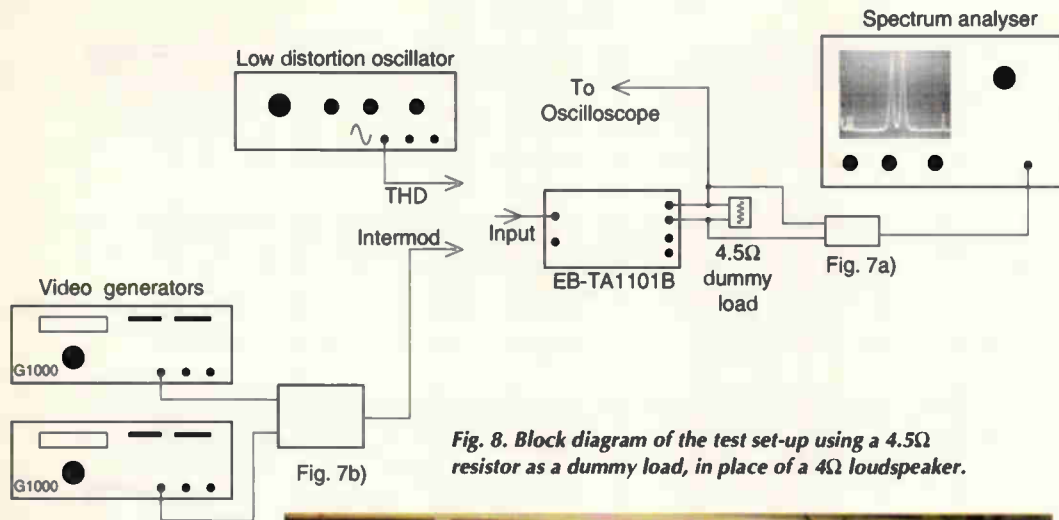 Spectrum analyser
Low distortion oscillator
To
Oscilloscope
THD
Intermod
Input
EB-TA1101B
4.5Ω
dummy
load
Fig. 7a)
Video generators
G1000
G1000
Fig. 7b)
Fig. 8. Block diagram of the test set-up using a 4.5Ω
resistor as a dummy load, in place of a 4Ω loudspeaker.